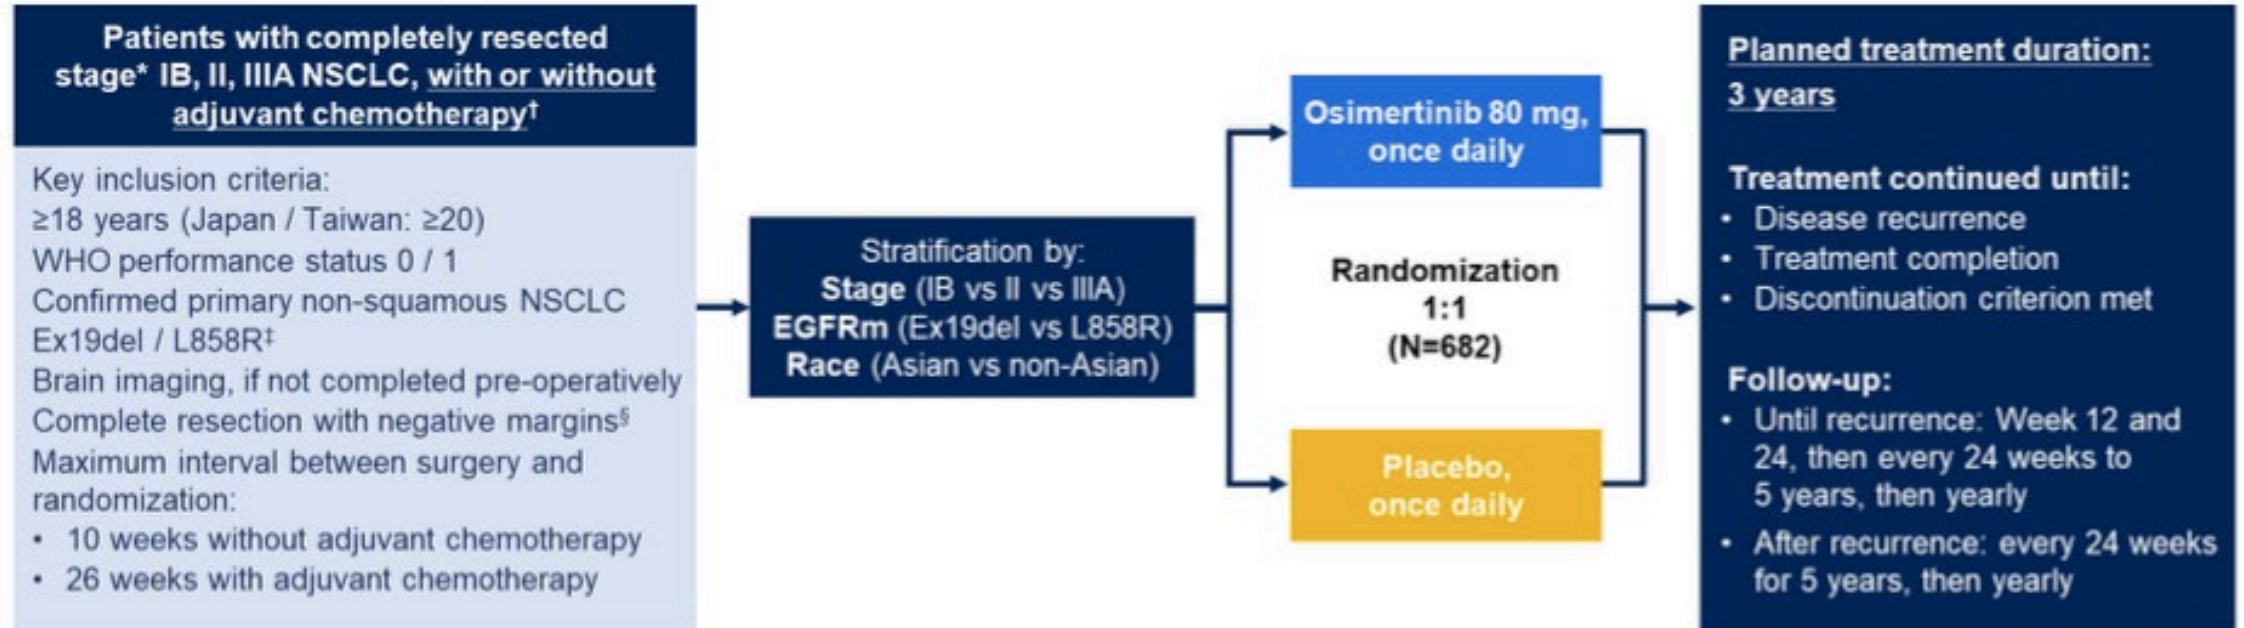 Patients with completely resected
stage* IB, II, IIIA NSCLC, with or without
adjuvant chemotherapy†
Key inclusion criteria:
≥18 years (Japan / Taiwan: ≥20)
WHO performance status 0 / 1
Confirmed primary non-squamous NSCLC
Ex19del / L858R‡
Brain imaging, if not completed pre-operatively
Complete resection with negative margins§
Maximum interval between surgery and
randomization:
• 10 weeks without adjuvant chemotherapy
• 26 weeks with adjuvant chemotherapy
Stratification by:
Stage (IB vs II vs IIIA)
EGFRm (Ex19del vs L858R)
Race (Asian vs non-Asian)
Osimertinib 80 mg,
once daily
Randomization
1:1
(N=682)
Placebo,
once daily
Planned treatment duration:
3 years
Treatment continued until:
• Disease recurrence
• Treatment completion
• Discontinuation criterion met
Follow-up:
• Until recurrence: Week 12 and
24, then every 24 weeks to
5 years, then yearly
• After recurrence: every 24 weeks
for 5 years, then yearly